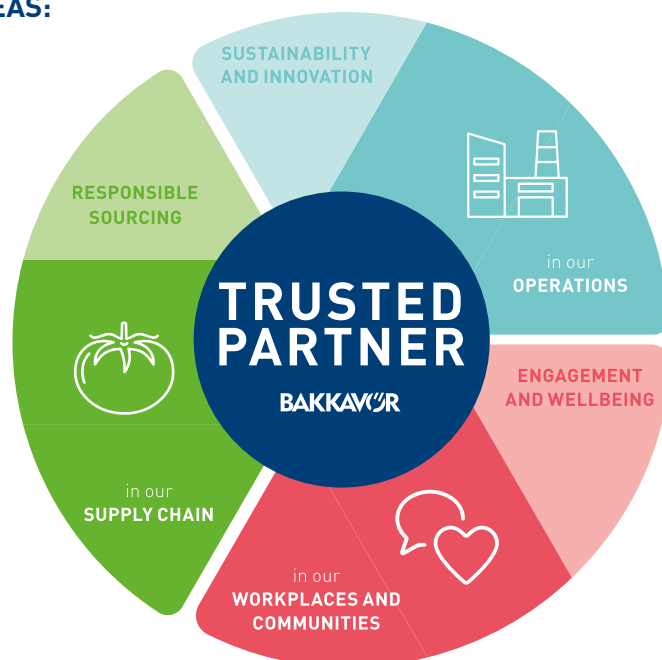 EAS:
SUSTAINABILITY
AND INNOVATION
RESPONSIBLE
SOURCING
in our
OPERATIONS
TRUSTED
PARTNER
BAKKAVOR
ENGAGEMENT
AND WELLBEING
in our
SUPPLY CHAIN
in our
WORKPLACES AND
COMMUNITIES